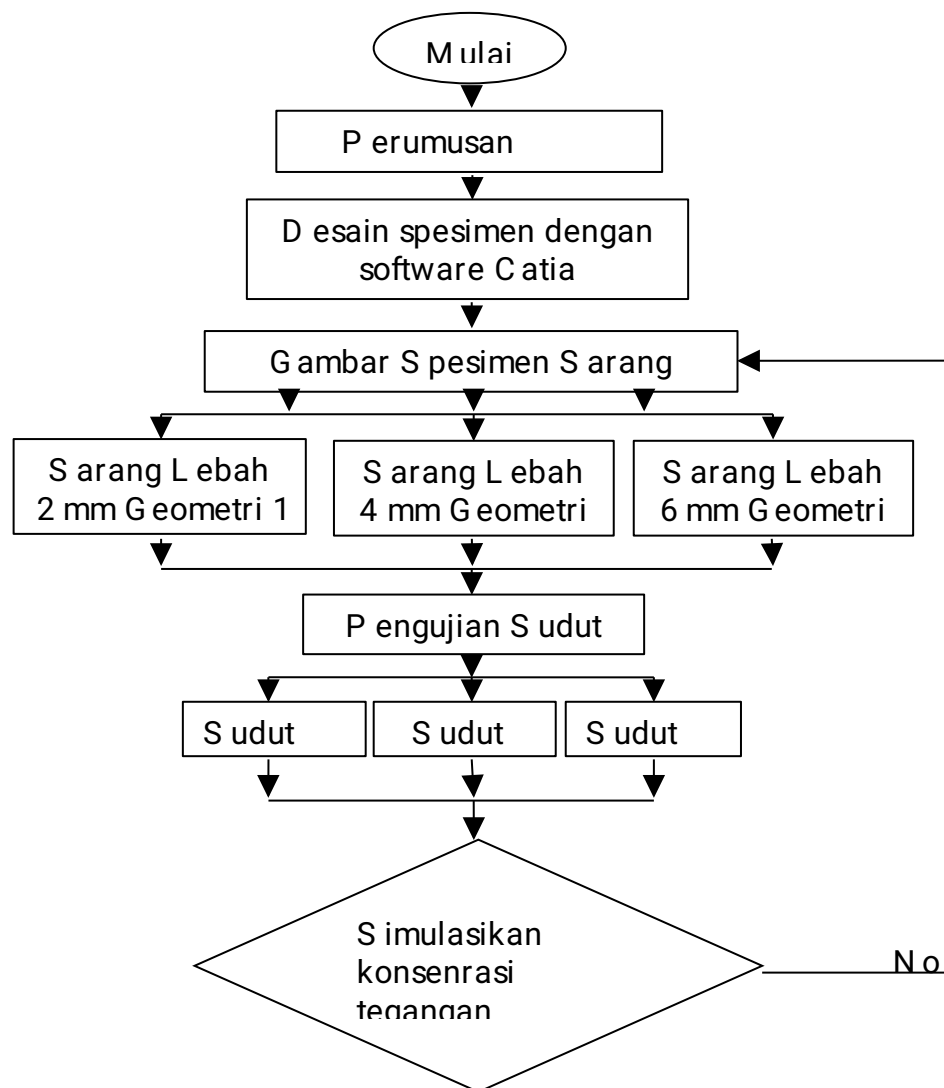 Mulai
Perumusan
Desain spesimen dengan
software Catia
Gambar Spesimen Sarang
Sarang Lebah
2 mm Geometri 1
Sarang Lebah
4 mm Geometri
Sarang Lebah
6 mm Geometri
Pengujian Sudut
Sudut
Sudut
Sudut
Simulasikan
konsenrasi
tegangan
No